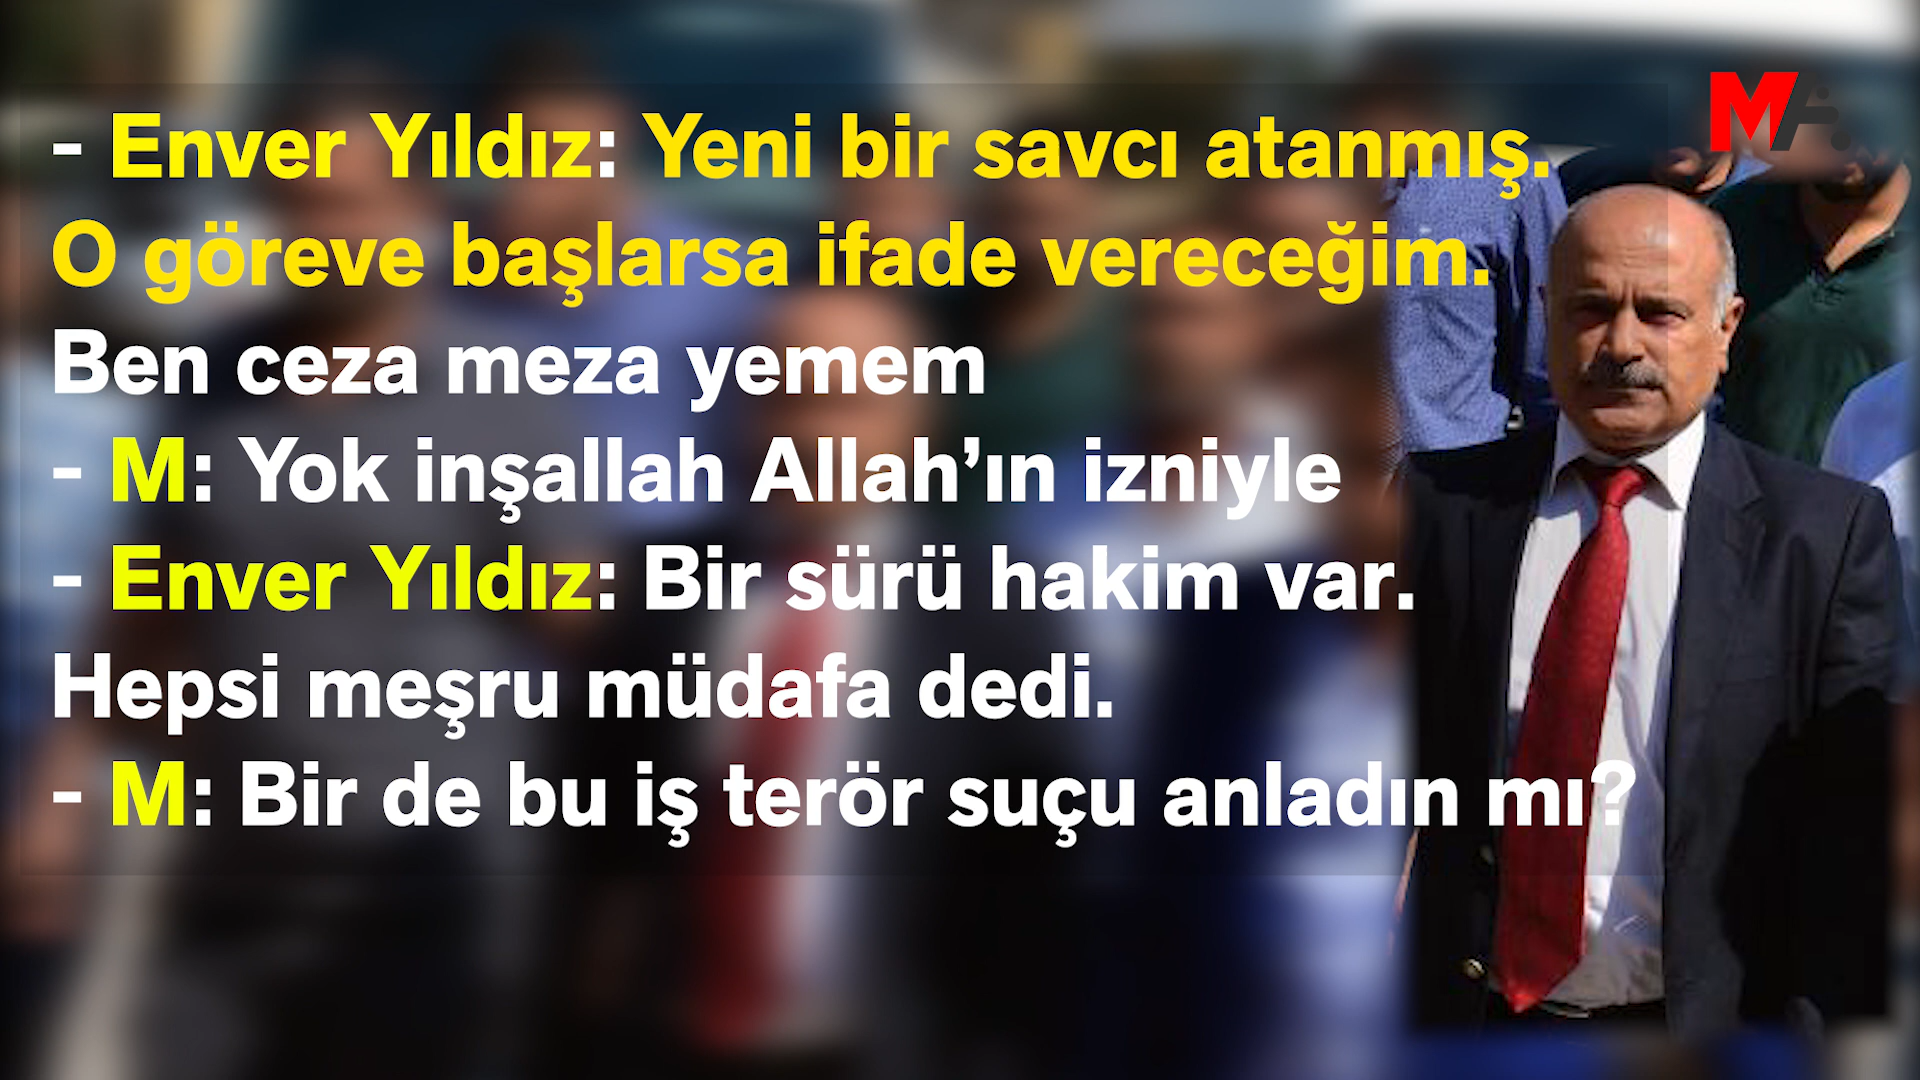 - Enver Yıldız: Yeni bir savcı atanmış.
O göreve başlarsa ifade vereceğim.
Ben ceza meza yemem
- M: Yok inşallah Allah’ın izniyle
- Enver Yıldız: Bir sürü hakim var.
Hepsi meşru müdafa dedi.
- M: Bir de bu iş terör suçu anladın mı?
MA